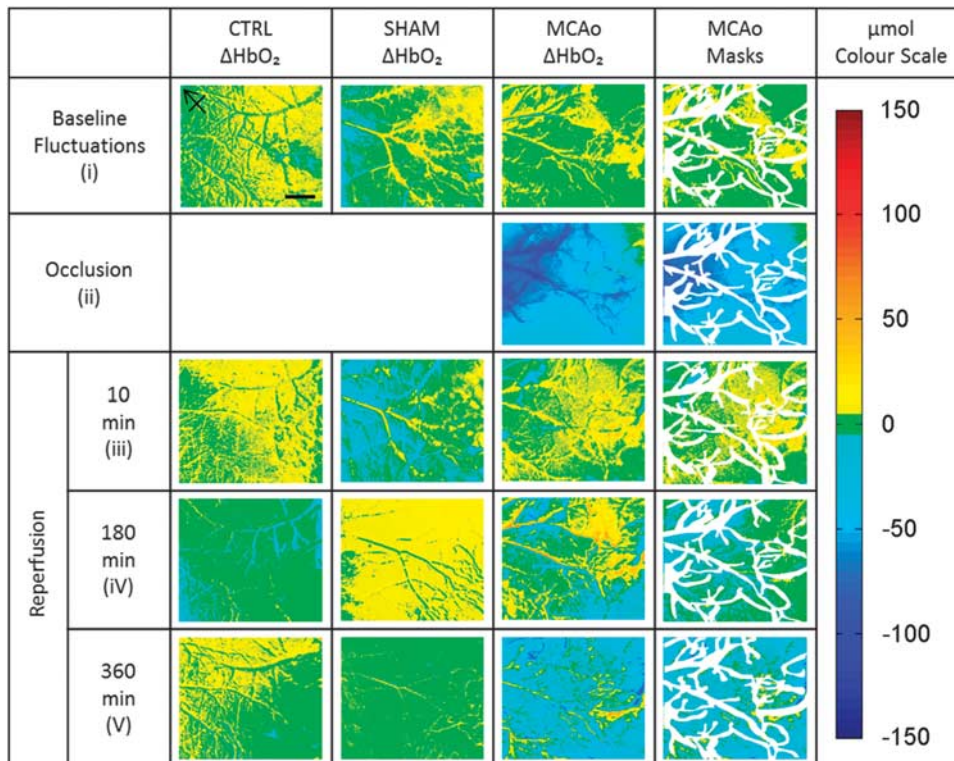 CTRL
ΔHbO₂
SHAM
ΔHbO₂
MCAo
ΔHbO₂
MCAo
Masks
µmol
Colour Scale
Baseline
Fluctuations
(i)
Occlusion
(ii)
Reperfusion
10
min
(iii)
180
min
(iV)
360
min
(V)
150
100
50
0
-50
-100
-150